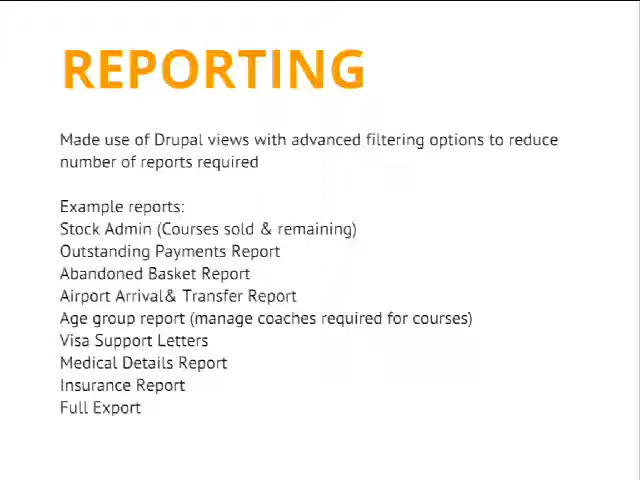 REPORTING
Made use of Drupal views with advanced filtering options to reduce
number of reports required
Example reports:
Stock Admin (Courses sold & remaining)
Outstanding Payments Report
Abandoned Basket Report
Airport Arrival& Transfer Report
Age group report (manage coaches required for courses)
Visa Support Letters
Medical Details Report
Insurance Report
Full Export